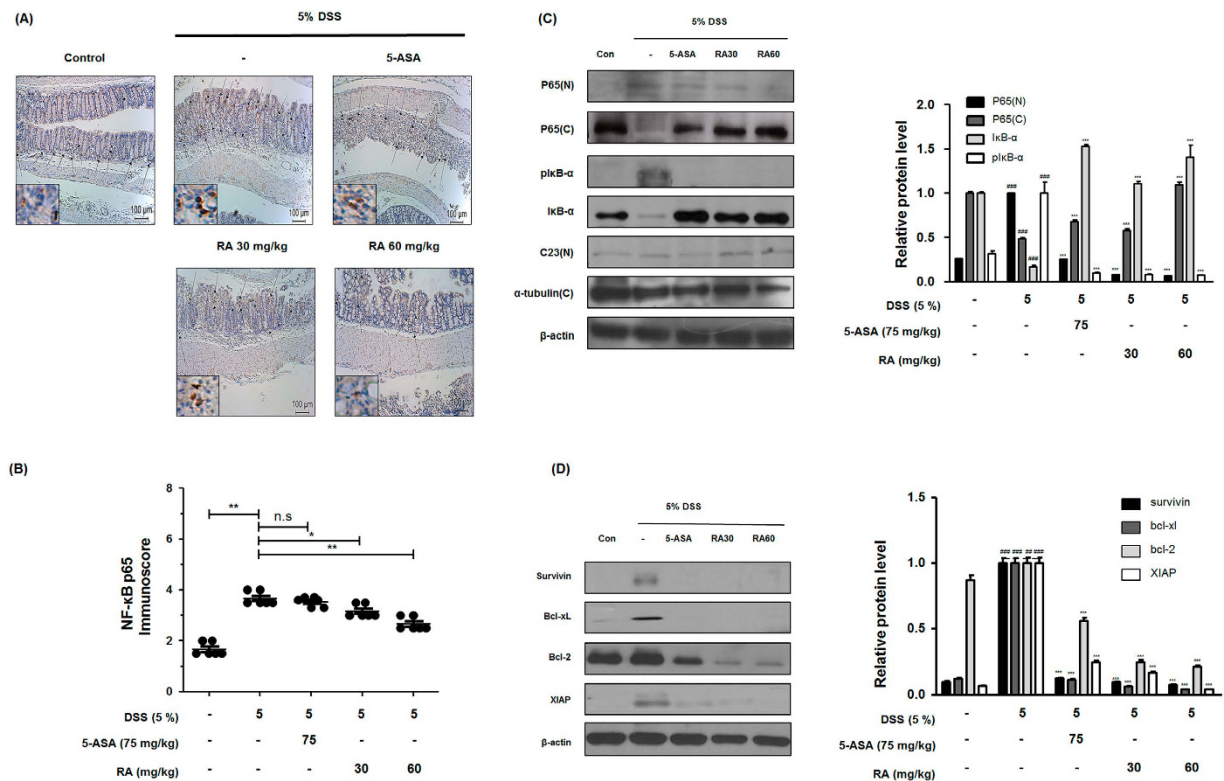 (A)
5% DSS
Control - 5-ASA
100 μm 100 μm 100 μm
RA 30 mg/kg RA 60 mg/kg
100 μm 100 μm
(B)
NF-κB p65
Immunoscore
8
6
4
2
0
**
n.s
*
**
DSS (5 %) - 5 5 5 5
5-ASA (75 mg/kg) - - 75 - -
RA (mg/kg) - - - 30 60
(C)
5% DSS
Con - 5-ASA RA30 RA60
P65(N)
P65(C)
pIκB-α
IκB-α
C23(N)
α-tubulin(C)
β-actin
Relative protein level
2.0
1.5
1.0
0.5
0.0
P65(N)
P65(C)
IκB-α
pIκB-α
### ### ### ###
*** *** *** ***
*** *** *** ***
*** *** *** ***
DSS (5 %) - 5 5 5 5
5-ASA (75 mg/kg) - - 75 - -
RA (mg/kg) - - - 30 60
(D)
5% DSS
Con - 5-ASA RA30 RA60
Survivin
Bcl-xL
Bcl-2
XIAP
β-actin
Relative protein level
1.5
1.0
0.5
0.0
survivin
bcl-xl
bcl-2
XIAP
### ### ## ###
*** *** *** ***
*** *** *** ***
*** *** *** ***
DSS (5 %) - 5 5 5 5
5-ASA (75 mg/kg) - - 75 - -
RA (mg/kg) - - - 30 60